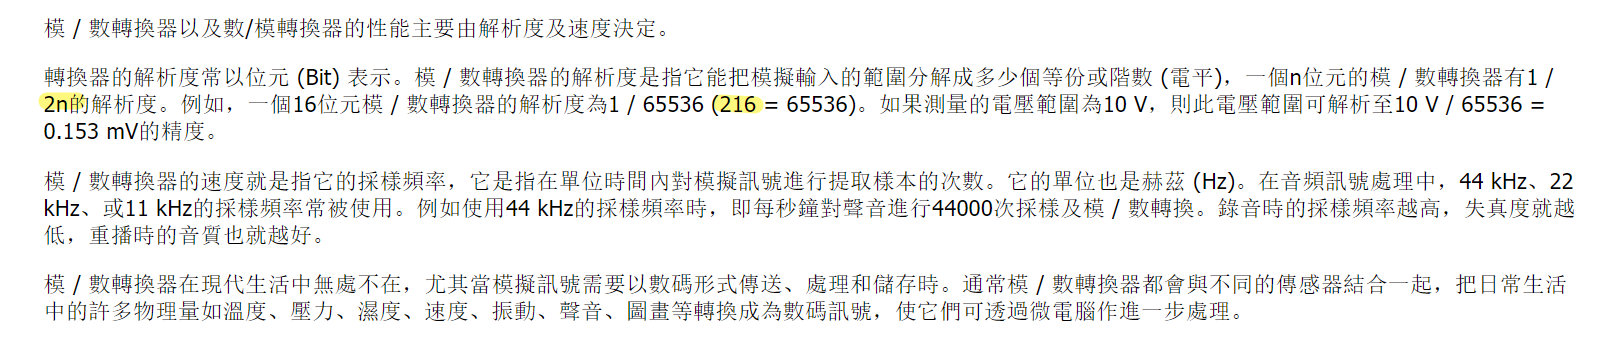 模 / 數轉換器以及數/模轉換器的性能主要由解析度及速度決定。
轉換器的解析度常以位元 (Bit) 表示。模 / 數轉換器的解析度是指它能把模擬輸入的範圍分解成多少個等份或階數 (電平)，一個n位元的模 / 數轉換器有1 /
2n的解析度。例如，一個16位元模 / 數轉換器的解析度為1 / 65536 (216 = 65536)。如果測量的電壓範圍為10 V，則此電壓範圍可解析至10 V / 65536 =
0.153 mV的精度。
模 / 數轉換器的速度就是指它的採樣頻率，它是指在單位時間內對模擬訊號進行提取樣本的次數。它的單位也是赫茲 (Hz)。在音頻訊號處理中，44 kHz、22
kHz、或11 kHz的採樣頻率常被使用。例如使用44 kHz的採樣頻率時，即每秒鐘對聲音進行44000次採樣及模 / 數轉換。錄音時的採樣頻率越高，失真度就越
低，重播時的音質也就越好。
模 / 數轉換器在現代生活中無處不在，尤其當模擬訊號需要以數碼形式傳送、處理和儲存時。通常模 / 數轉換器都會與不同的傳感器結合一起，把日常生活
中的許多物理量如溫度、壓力、濕度、速度、振動、聲音、圖畫等轉換成為數碼訊號，使它們可透過微電腦作進一步處理。